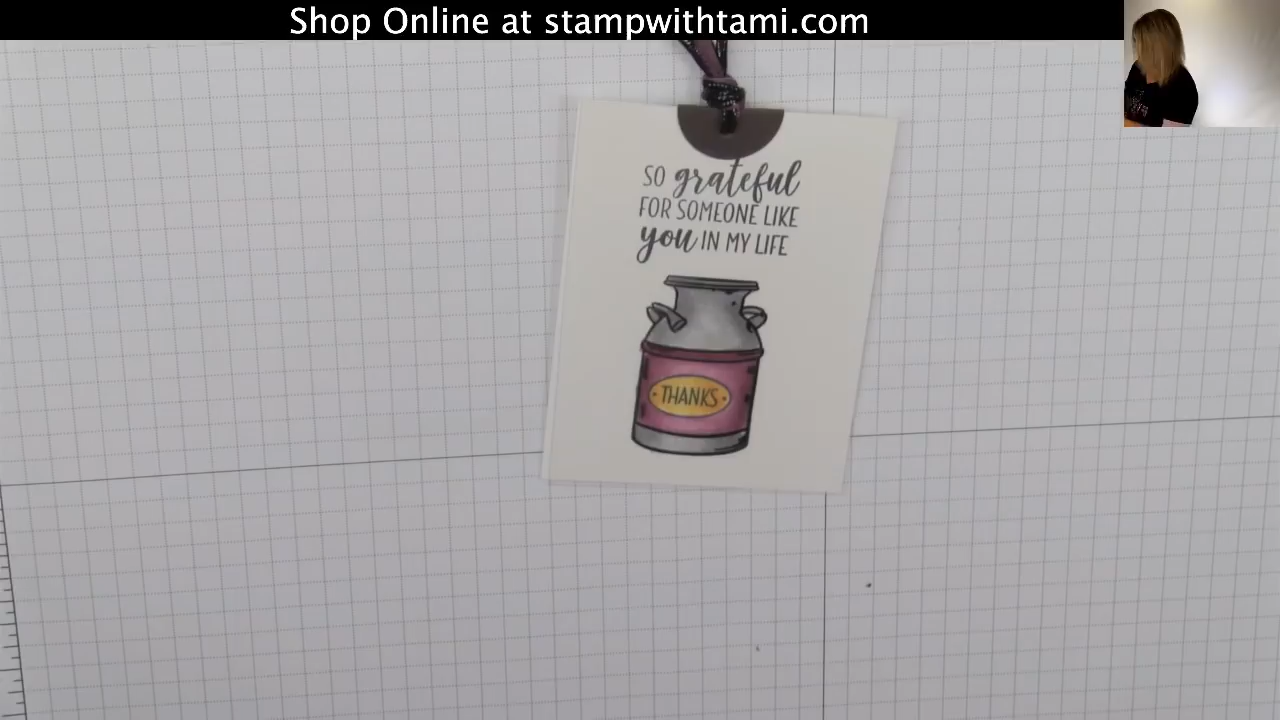 Shop Online at stampwithtami.com
SO grateful
FOR SOMEONE LIKE
you IN MY LIFE
THANKS